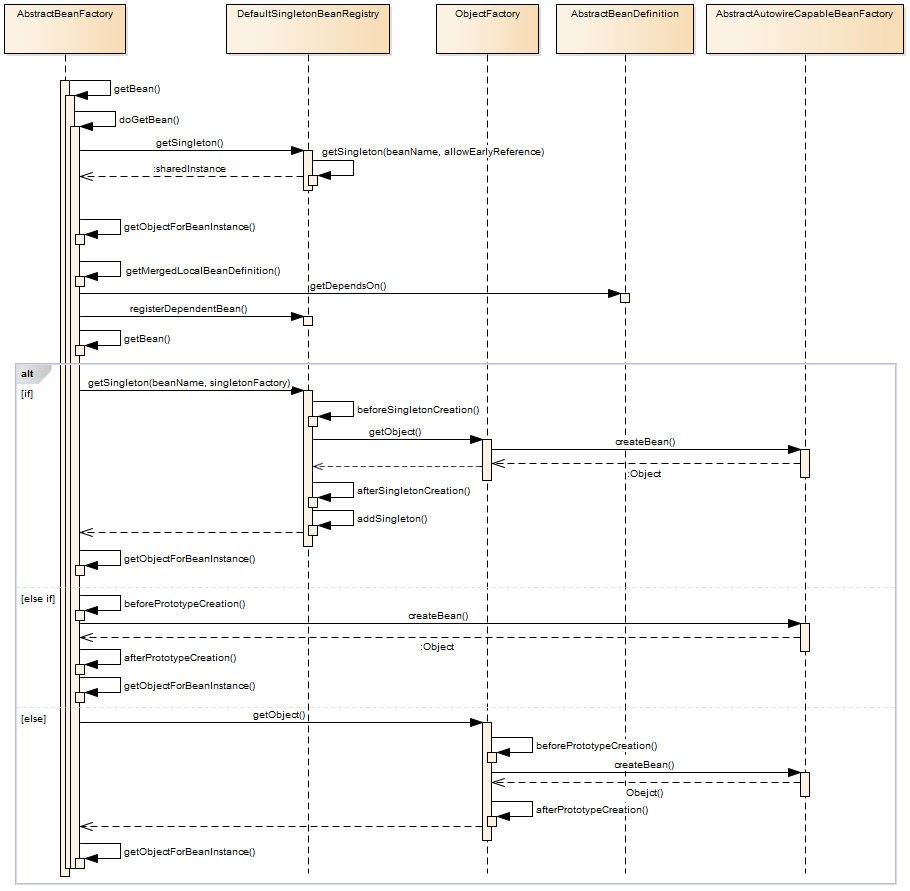 AbstractBeanFactory
DefaultSingletonBeanRegistry
ObjectFactory
AbstractBeanDefinition
AbstractAutowireCapableBeanFactory
getBean()
doGetBean()
getSingleton()
getSingleton(beanName, allowEarlyReference)
:sharedInstance
getObjectForBeanInstance()
getMergedLocalBeanDefinition()
getDependsOn()
registerDependentBean()
getBean()
alt
getSingleton(beanName, singletonFactory)
[if]
beforeSingletonCreation()
getObject()
createBean()
:Object
afterSingletonCreation()
addSingleton()
getObjectForBeanInstance()
[else if]
beforePrototypeCreation()
createBean()
:Object
afterPrototypeCreation()
getObjectForBeanInstance()
[else]
getObject()
beforePrototypeCreation()
createBean()
Obejct()
afterPrototypeCreation()
getObjectForBeanInstance()